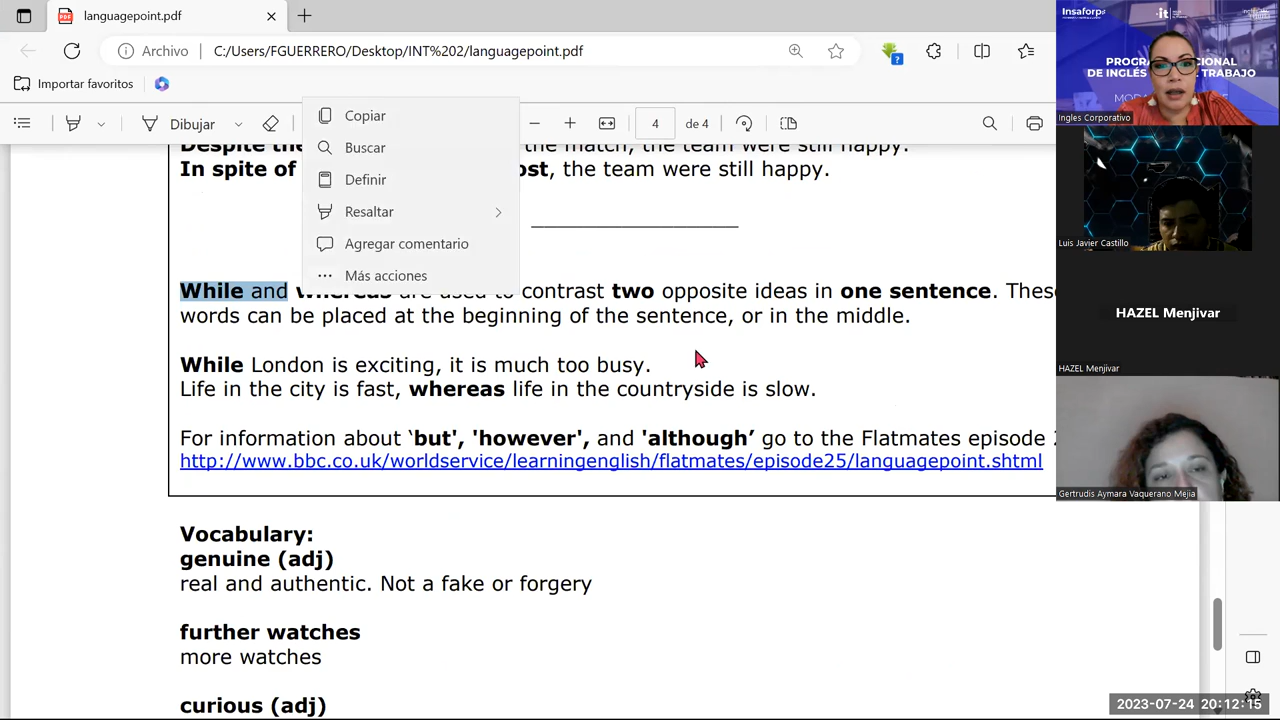 languagepoint.pdf
Archivo
C:/Users/FGUERRERO/Desktop/INT%202/languagepoint.pdf
Importar favoritos
Dibujar
4
de 4
Copiar
Buscar
Definir
Resaltar
Agregar comentario
Más acciones
Despite the
the match, the team were still happy.
In spite of
ost, the team were still happy.
While and whereas are used to contrast two opposite ideas in one sentence. These
words can be placed at the beginning of the sentence, or in the middle.
While London is exciting, it is much too busy.
Life in the city is fast, whereas life in the countryside is slow.
For information about ‘but', 'however', and 'although’ go to the Flatmates episode 2
http://www.bbc.co.uk/worldservice/learningenglish/flatmates/episode25/languagepoint.shtml
Vocabulary:
genuine (adj)
real and authentic. Not a fake or forgery
further watches
more watches
curious (adj)
Insaforp
.it
Ingles Corporativo
Luis Javier Castillo
HAZEL Menjivar
HAZEL Menjivar
Gertrudis Aymara Vaquerano Mejia
2023-07-24 20:12:15